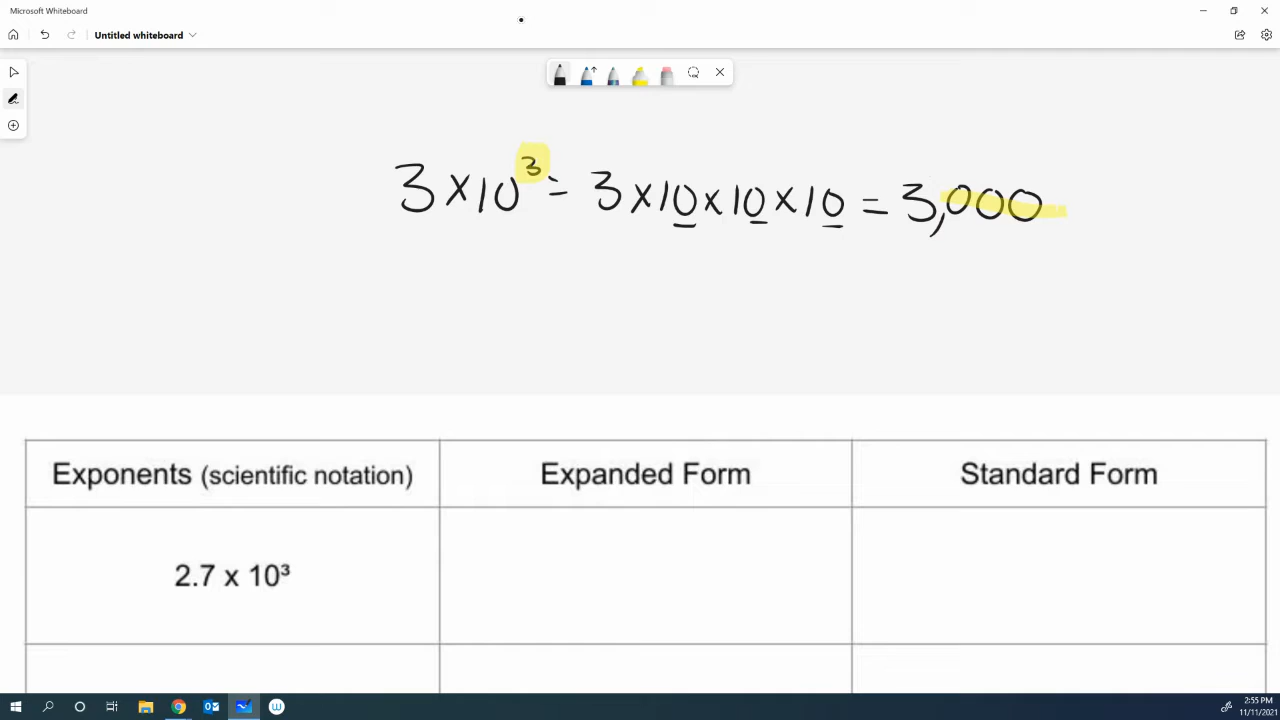 Microsoft Whiteboard
Untitled whiteboard
3 × 10³ = 3 × 10 × 10 × 10 = 3,000
Exponents (scientific notation) Expanded Form Standard Form
2.7 x 10³
2:55 PM
11/11/2021